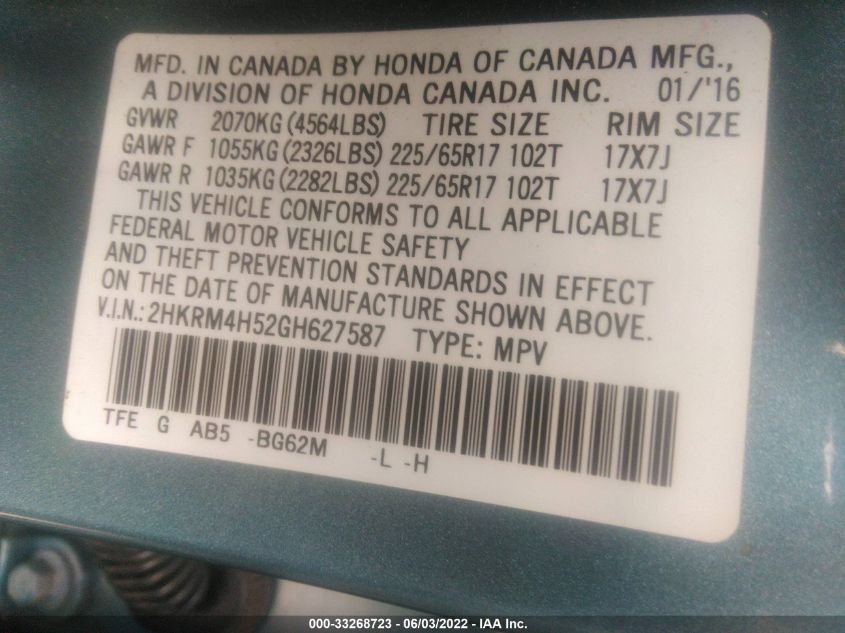 MFD. IN CANADA BY HONDA OF CANADA MFG.,
A DIVISION OF HONDA CANADA INC. 01/'16
GVWR 2070KG (4564LBS) TIRE SIZE RIM SIZE
GAWR F 1055KG (2326LBS) 225/65R17 102T 17X7J
GAWR R 1035KG (2282LBS) 225/65R17 102T 17X7J
THIS VEHICLE CONFORMS TO ALL APPLICABLE
FEDERAL MOTOR VEHICLE SAFETY
AND THEFT PREVENTION STANDARDS IN EFFECT
ON THE DATE OF MANUFACTURE SHOWN ABOVE.
V.I.N.: 2HKRM4H52GH627587 TYPE: MPV
TFE G AB5 -BG62M -L -H
000-33268723 - 06/03/2022 - IAA Inc.